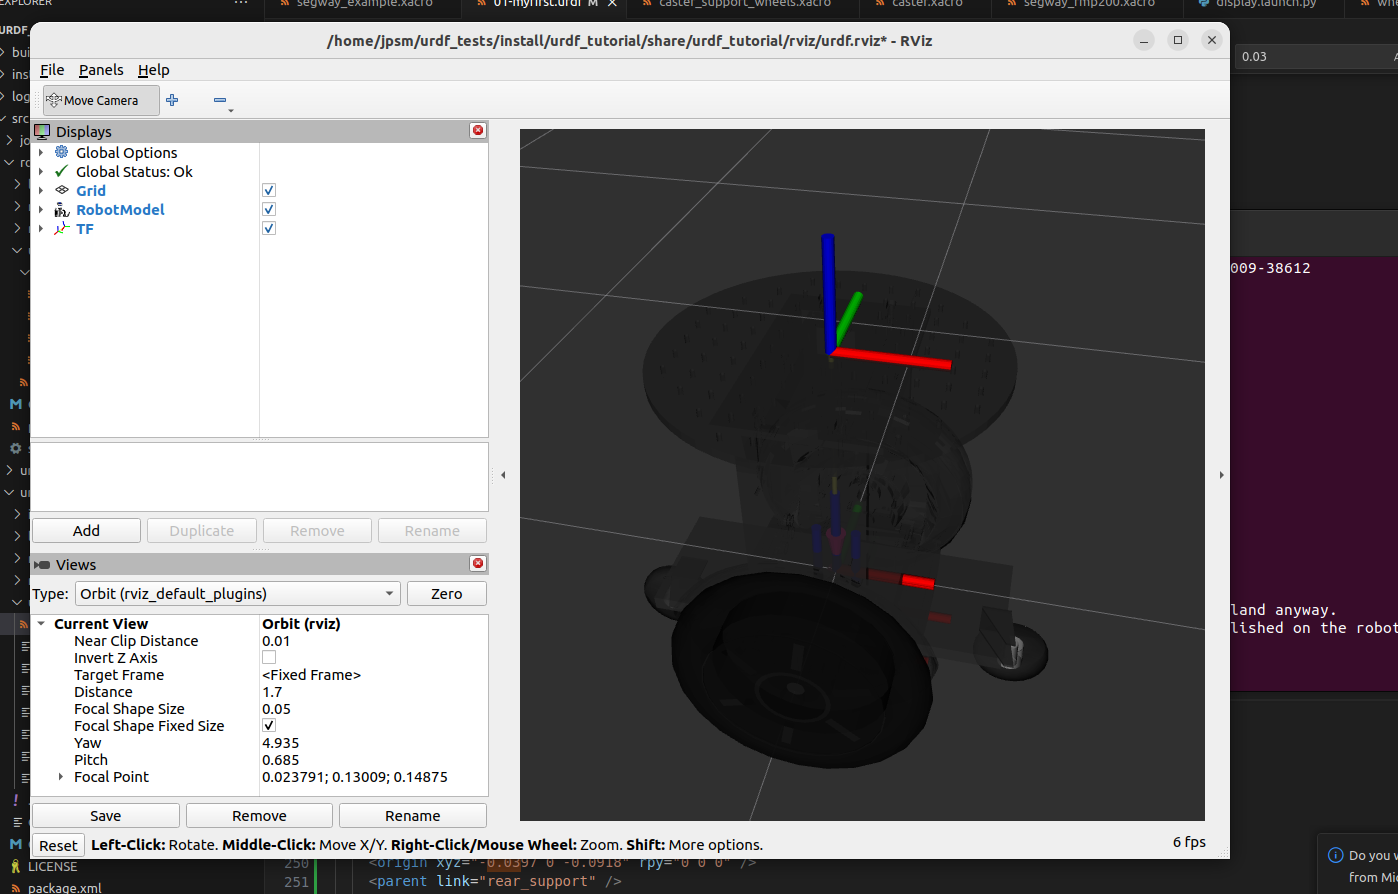 EXPLORER
segway_example.xacro
01-myfirst.urdf M
caster_support_wheels.xacro
caster.xacro
segway_rmp200.xacro
display.launch.py
URDF_
/home/jpsm/urdf_tests/install/urdf_tutorial/share/urdf_tutorial/rviz/urdf.rviz* - RViz
0.03
File Panels Help
Move Camera
Displays
Global Options
Global Status: Ok
Grid
RobotModel
TF
src
009-38612
Add Duplicate Remove Rename
Views
Type: Orbit (rviz_default_plugins) Zero
Current View Orbit (rviz)
Near Clip Distance 0.01
Invert Z Axis
Target Frame <Fixed Frame>
Distance 1.7
Focal Shape Size 0.05
Focal Shape Fixed Size
Yaw 4.935
Pitch 0.685
Focal Point 0.023791; 0.13009; 0.14875
land anyway.
lished on the robot
Save Remove Rename
Reset Left-Click: Rotate. Middle-Click: Move X/Y. Right-Click/Mouse Wheel: Zoom. Shift: More options.
6 fps
Do you w
from Mic
LICENSE
package.xml
250 <origin xyz="-0.0397 0 -0.0918" rpy="0 0 0" />
251 <parent link="rear_support" />